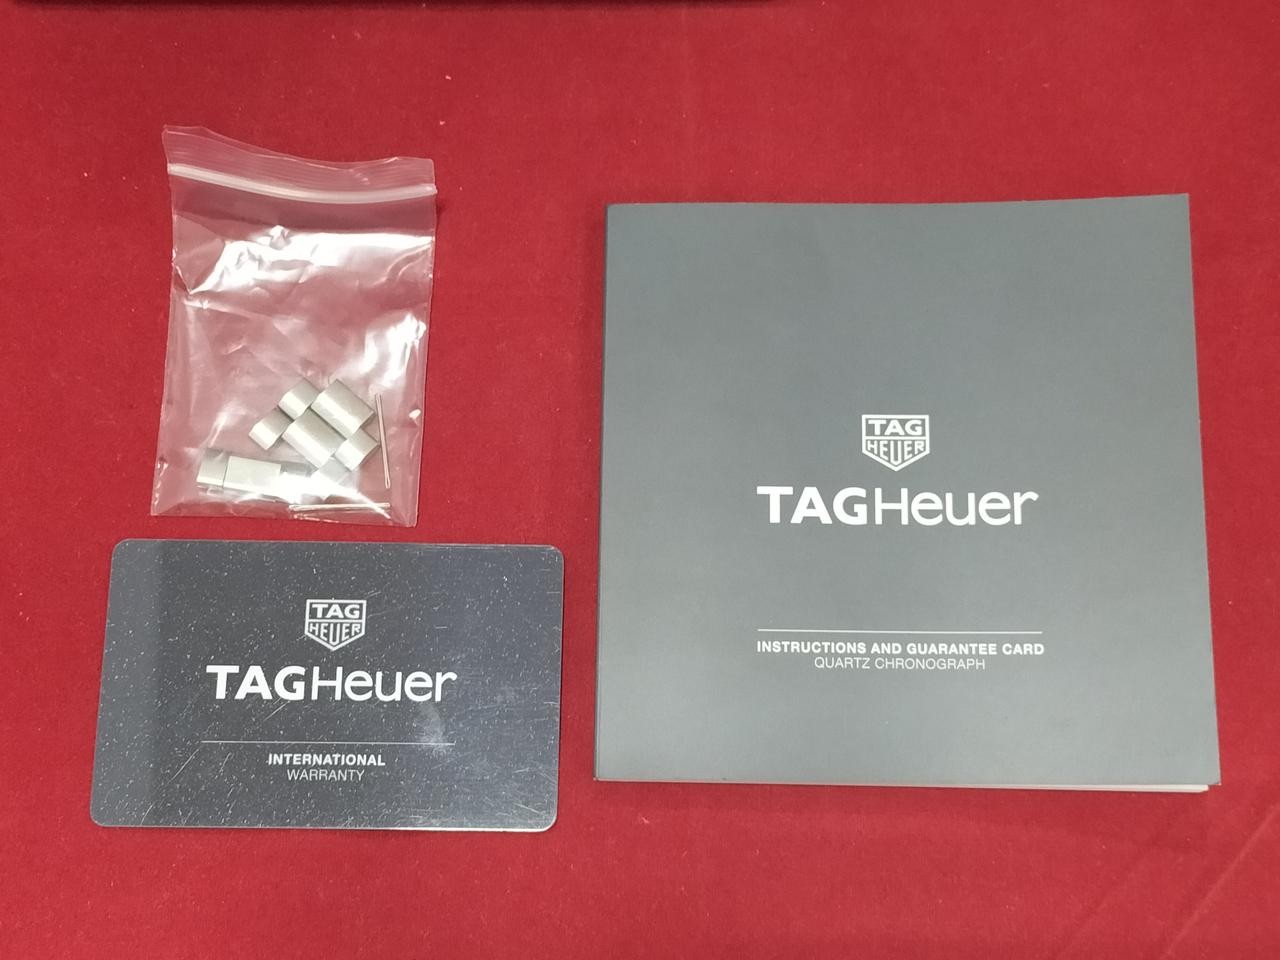 TAG
HEUER
TAGHeuer
INTERNATIONAL
WARRANTY
TAG
HEUER
TAGHeuer
INSTRUCTIONS AND GUARANTEE CARD
QUARTZ CHRONOGRAPH